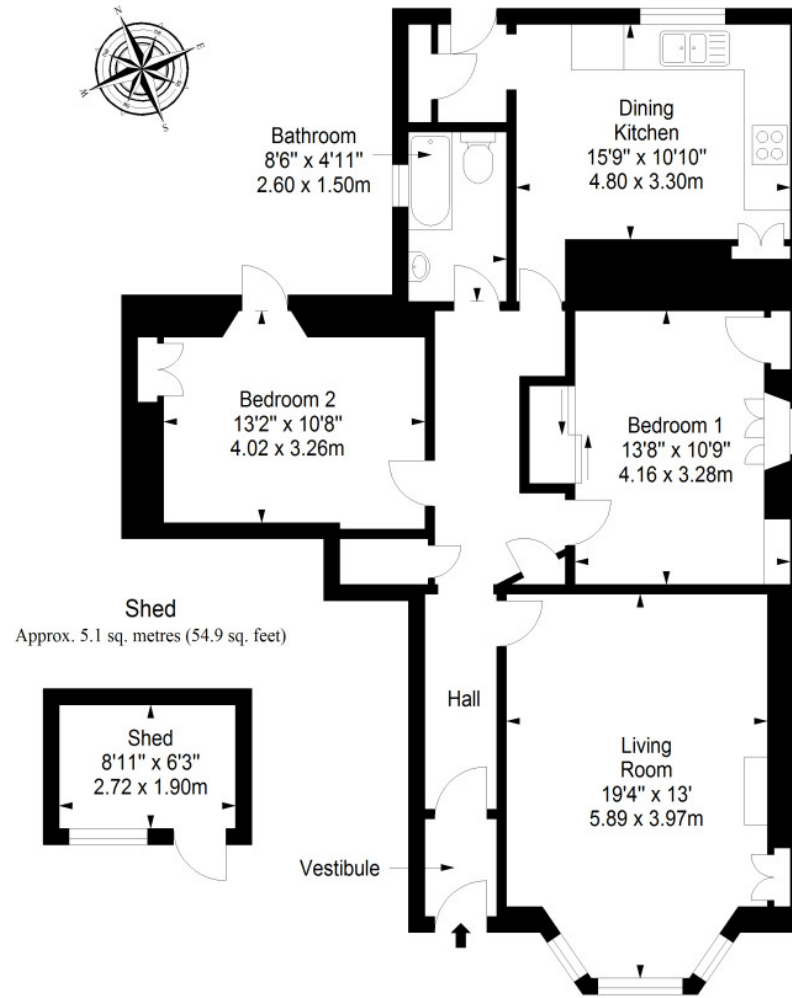 N
E
W
S
Bathroom
8'6" x 4'11"
2.60 x 1.50m
Dining
Kitchen
15'9" x 10'10"
4.80 x 3.30m
Bedroom 2
13'2" x 10'8"
4.02 x 3.26m
Bedroom 1
13'8" x 10'9"
4.16 x 3.28m
Shed
Approx. 5.1 sq. metres (54.9 sq. feet)
Shed
8'11" x 6'3"
2.72 x 1.90m
Hall
Living
Room
19'4" x 13'
5.89 x 3.97m
Vestibule